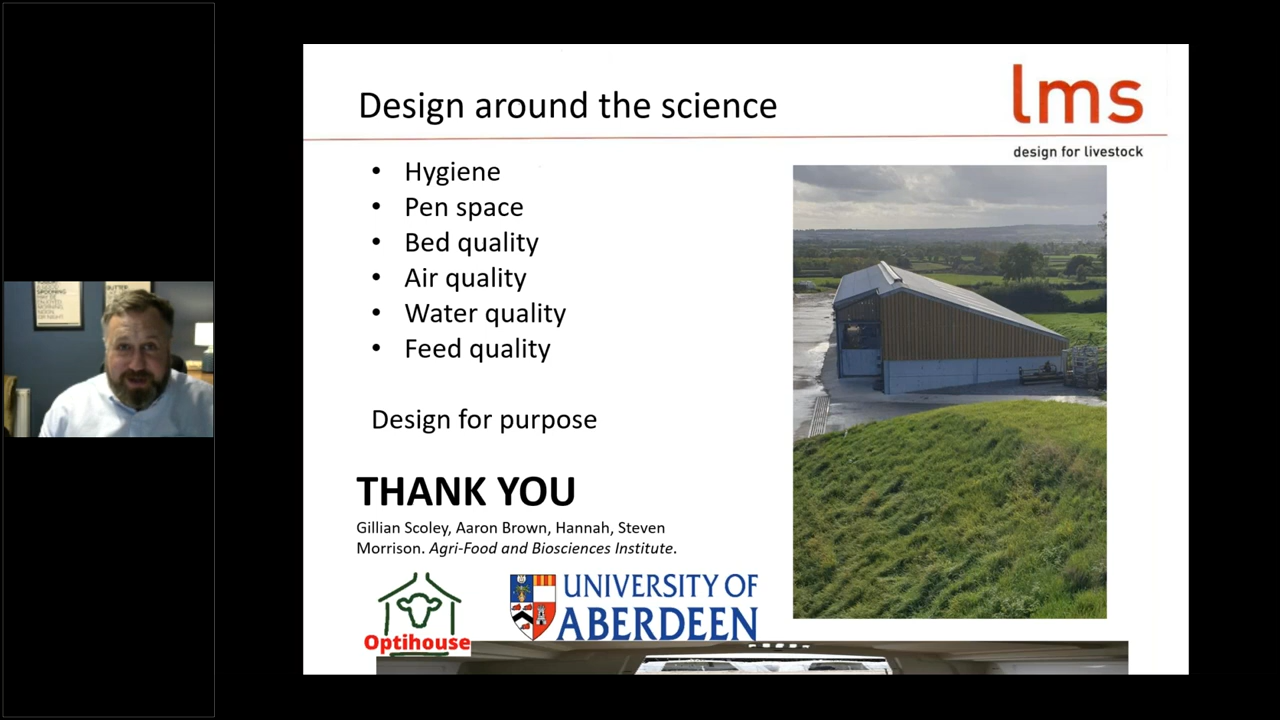 Design around the science
lms
design for livestock
• Hygiene
• Pen space
• Bed quality
• Air quality
• Water quality
• Feed quality
Design for purpose
THANK YOU
Gillian Scoley, Aaron Brown, Hannah, Steven
Morrison. Agri-Food and Biosciences Institute.
Optihouse
UNIVERSITY OF
ABERDEEN